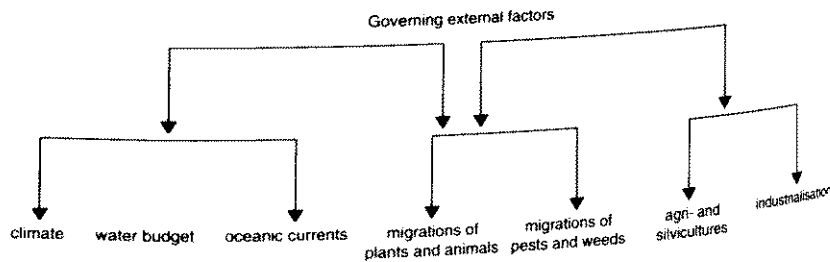 Governing external factors
climate
water budget
oceanic currents
migrations of
plants and animals
migrations of
pests and weeds
agri- and
silvicultures
industrialisation